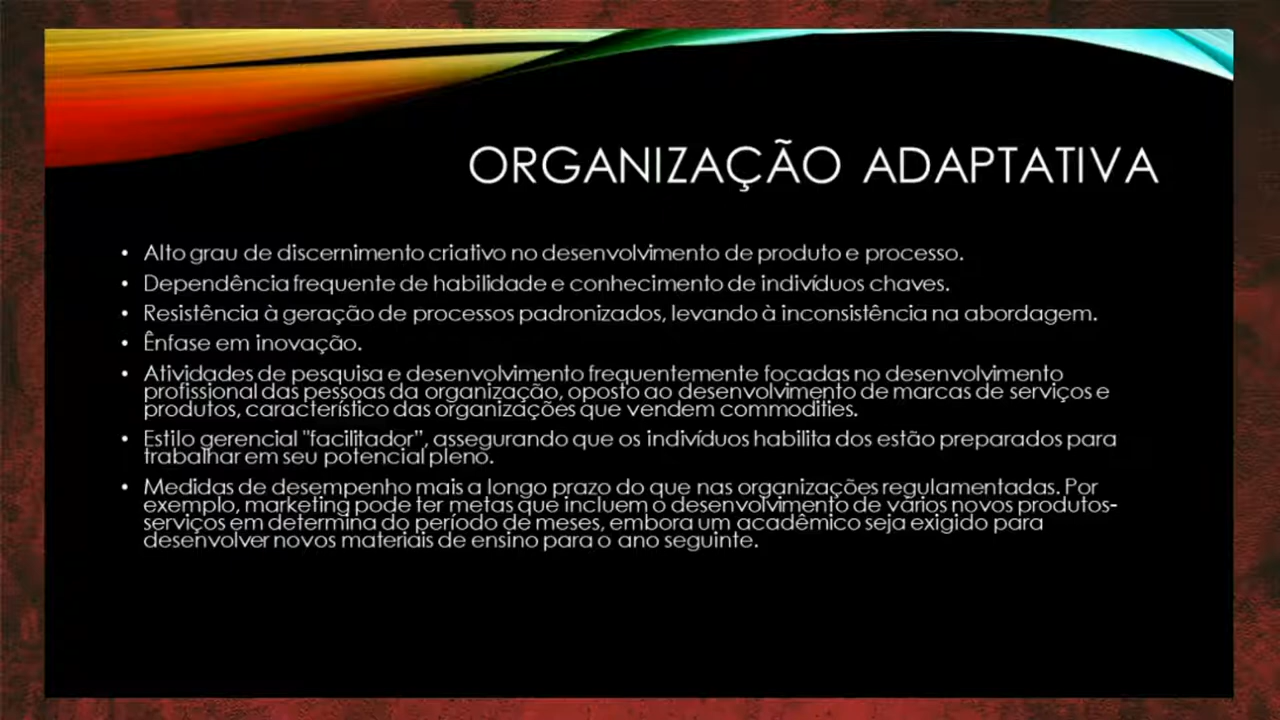 ORGANIZAÇÃO ADAPTATIVA
• Alto grau de discernimento criativo no desenvolvimento de produto e processo.
• Dependência frequente de habilidade e conhecimento de indivíduos chaves.
• Resistência à geração de processos padronizados, levando à inconsistência na abordagem.
• Ênfase em inovação.
• Atividades de pesquisa e desenvolvimento frequentemente focadas no desenvolvimento
profissional das pessoas da organização, oposto ao desenvolvimento de marcas de serviços e
produtos, característico das organizações que vendem commodities.
• Estilo gerencial "facilitador", assegurando que os indivíduos habilita dos estão preparados para
trabalhar em seu potencial pleno.
• Medidas de desempenho mais a longo prazo do que nas organizações regulamentadas. Por
exemplo, marketing pode ter metas que incluem o desenvolvimento de vários novos produtos-
serviços em determina do período de meses, embora um acadêmico seja exigido para
desenvolver novos materiais de ensino para o ano seguinte.